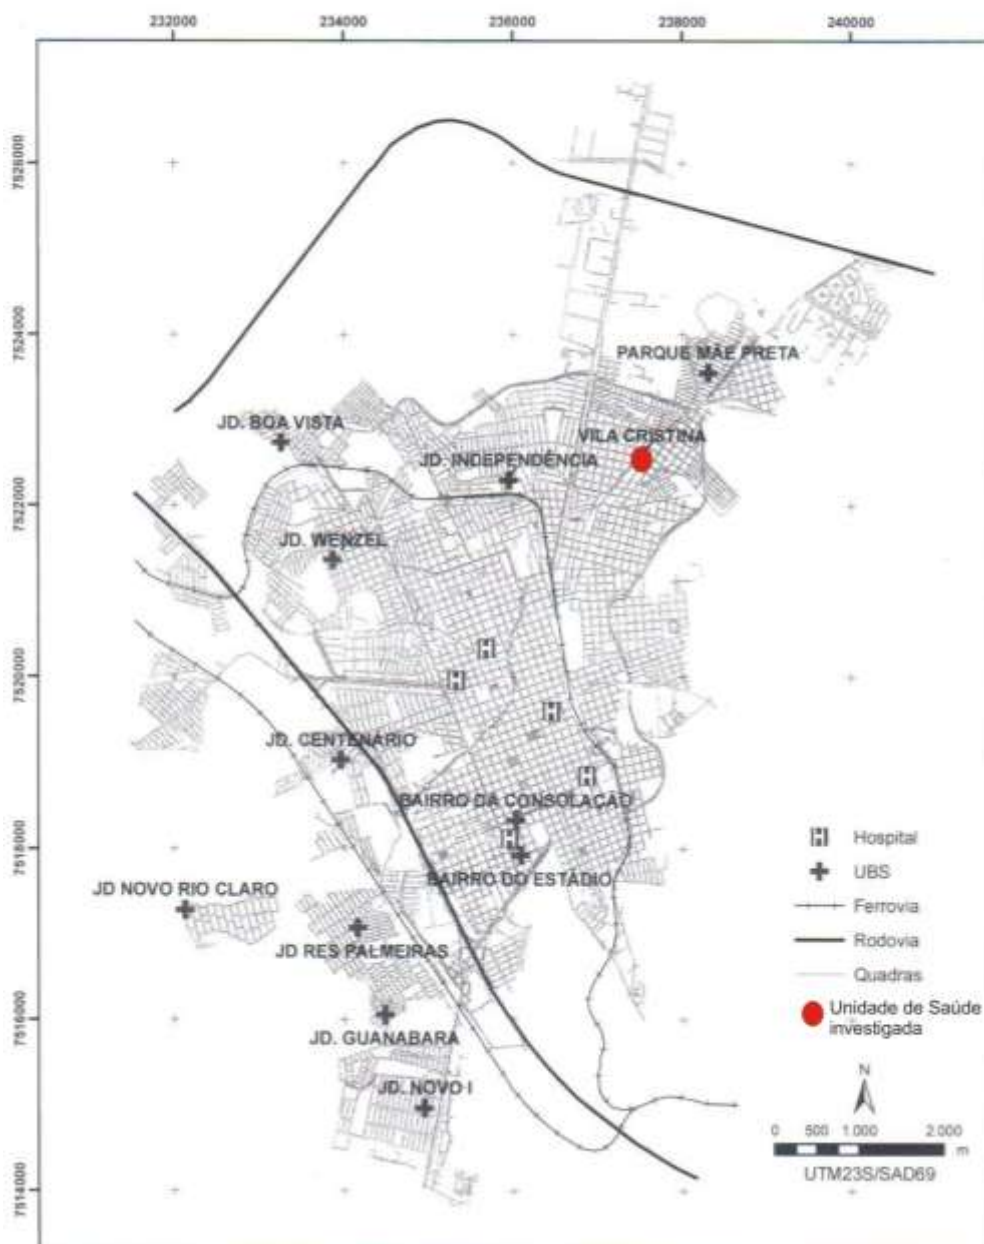 232000
234000
236000
238000
240000
7526000
7524000
PARQUE MÃE PRETA
JD. BOA VISTA
VILA CRISTINA
JD. INDEPENDÊNCIA
7522000
JD. WENZEL
7520000
JD. CENTENÁRIO
BAIRRO DA CONSOLAÇÃO
7518000
BAIRRO DO ESTÁDIO
JD NOVO RIO CLARO
JD RES PALMEIRAS
7516000
JD. GUANABARA
JD. NOVO I
7514000
H Hospital
UBS
Ferrovia
Rodovia
Quadras
Unidade de Saúde
investigada
N
0 500 1.000 2.000
m
UTM23S/SAD69